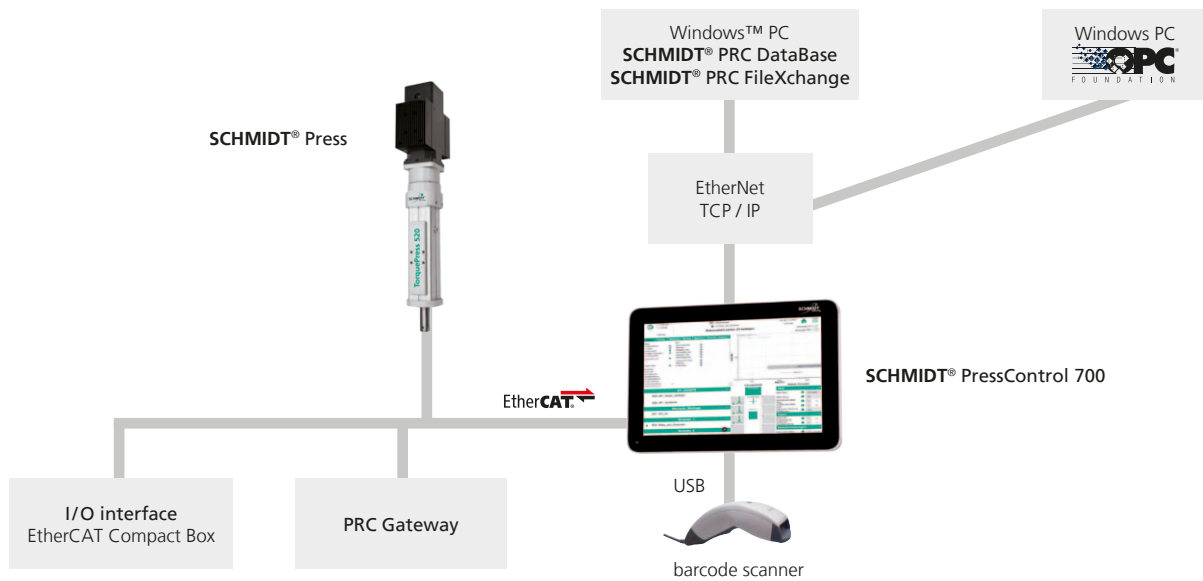 Windows™ PC
SCHMIDT® PRC DataBase
SCHMIDT® PRC FileXchange
Windows PC
OPC
FOUNDATION
SCHMIDT® Press
EtherNet
TCP / IP
TorquePress 520
SCHMIDT
SCHMIDT® PressControl 700
EtherCAT®
I/O interface
EtherCAT Compact Box
PRC Gateway
USB
barcode scanner